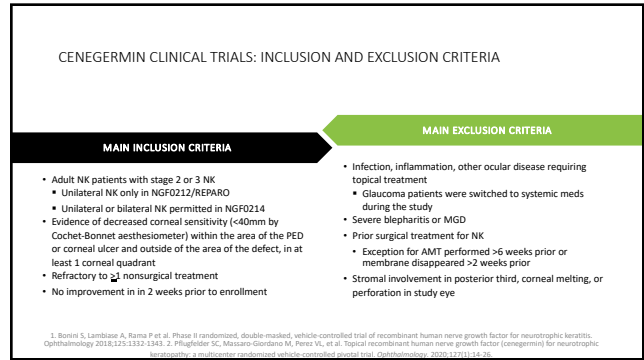 CENEGERMIN CLINICAL TRIALS: INCLUSION AND EXCLUSION CRITERIA
MAIN INCLUSION CRITERIA
• Adult NK patients with stage 2 or 3 NK
▪ Unilateral NK only in NGF0212/REPARO
▪ Unilateral or bilateral NK permitted in NGF0214
• Evidence of decreased corneal sensitivity (<40mm by
Cochet-Bonnet aesthesiometer) within the area of the PED
or corneal ulcer and outside of the area of the defect, in at
least 1 corneal quadrant
• Refractory to >1 nonsurgical treatment
• No improvement in in 2 weeks prior to enrollment
MAIN EXCLUSION CRITERIA
• Infection, inflammation, other ocular disease requiring
topical treatment
▪ Glaucoma patients were switched to systemic meds
during the study
• Severe blepharitis or MGD
• Prior surgical treatment for NK
• Exception for AMT performed >6 weeks prior or
membrane disappeared >2 weeks prior
• Stromal involvement in posterior third, corneal melting, or
perforation in study eye
1. Bonini S, Lambiase A, Rama P et al. Phase II randomized, double-masked, vehicle-controlled trial of recombinant human nerve growth factor for neurotrophic keratitis.
Ophthalmology 2018;125:1332-1343. 2. Pflugfelder SC, Massaro-Giordano M, Perez VL, et al. Topical recombinant human nerve growth factor (cenegermin) for neurotrophic
keratopathy: a multicenter randomized vehicle-controlled pivotal trial. Ophthalmology. 2020;127(1):14-26.